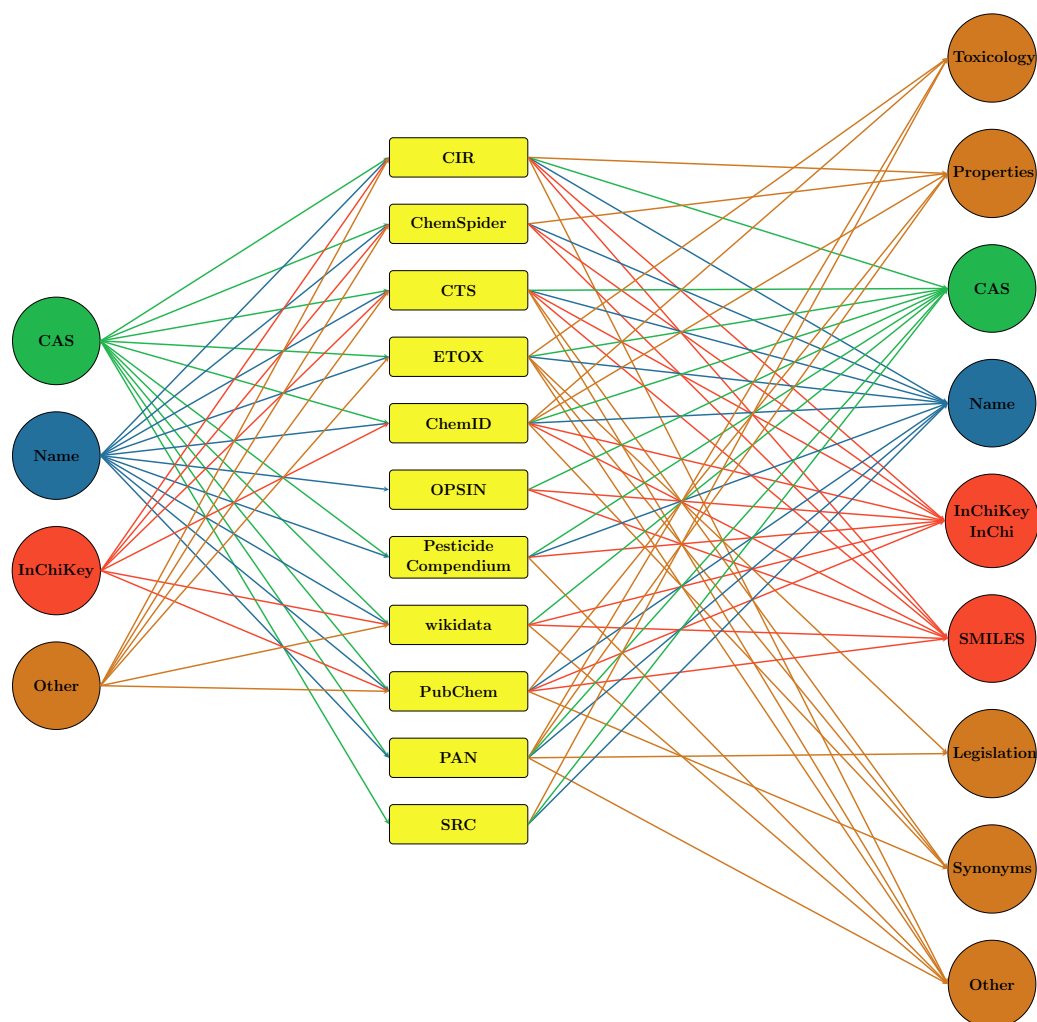 CAS
Name
InChiKey
Other
CIR
ChemSpider
CTS
ETOX
ChemID
OPSIN
Pesticide
Compendium
wikidata
PubChem
PAN
SRC
Toxicology
Properties
CAS
Name
InChiKey
InChi
SMILES
Legislation
Synonyms
Other